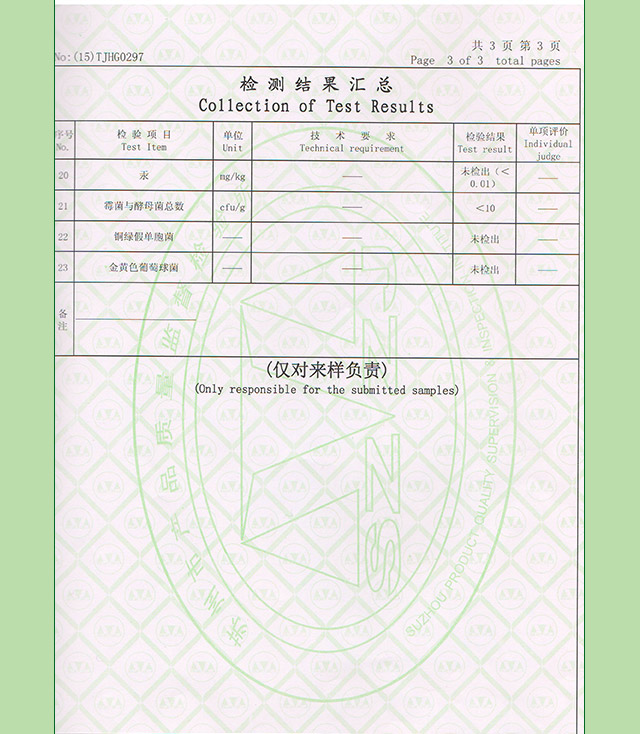 共 3 页 第 3 页
No:(15)TJHG0297
Page 3 of 3 total pages
检 测 结 果 汇 总
Collection of Test Results
序号 检 验 项 目 单位 技 术 要 求 检验结果 单项评价
No. Test Item Unit Technical requirement Test result Individual judge
20 汞 mg/kg —— 未检出（＜0.01） ——
21 霉菌与酵母菌总数 cfu/g —— ＜10 ——
22 铜绿假单胞菌 —— —— 未检出 ——
23 金黄色葡萄球菌 —— —— 未检出 ——
备
注
(仅对来样负责)
(Only responsible for the submitted samples)
苏州市产品质量监督检
SUZHOU PRODUCT QUALITY SUPERVISION & INSPECTION
SZZJ